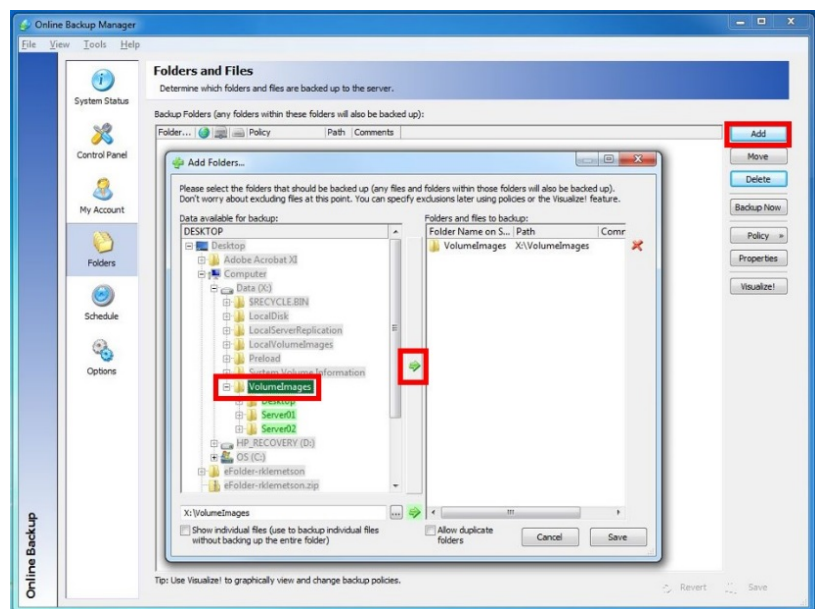 Online Backup Manager
File View Tools Help
System Status
Control Panel
My Account
Folders
Schedule
Options
Online Backup
Folders and Files
Determine which folders and files are backed up to the server.
Backup Folders (any folders within these folders will also be backed up):
Folder... Policy Path Comments
Add
Move
Delete
Backup Now
Policy »
Properties
Visualize!
Add Folders...
Please select the folders that should be backed up (any files and folders within those folders will also be backed up).
Don't worry about excluding files at this point. You can specify exclusions later using policies or the Visualize! feature.
Data available for backup:
DESKTOP
Desktop
Adobe Acrobat XI
Computer
Data (X:)
$RECYCLE.BIN
LocalDisk
LocalServerReplication
LocalVolumeImages
Preload
System Volume Information
VolumeImages
Desktop
Server01
Server02
HP_RECOVERY (D:)
OS (C:)
eFolder-rklemetson
eFolder-rklemetson.zip
X:\VolumeImages
...
Show individual files (use to backup individual files
without backing up the entire folder)
Folders and files to backup:
Folder Name on S... Path Comr
VolumeImages X:\VolumeImages
Allow duplicate
folders
Cancel Save
Tip: Use Visualize! to graphically view and change backup policies.
Revert Save